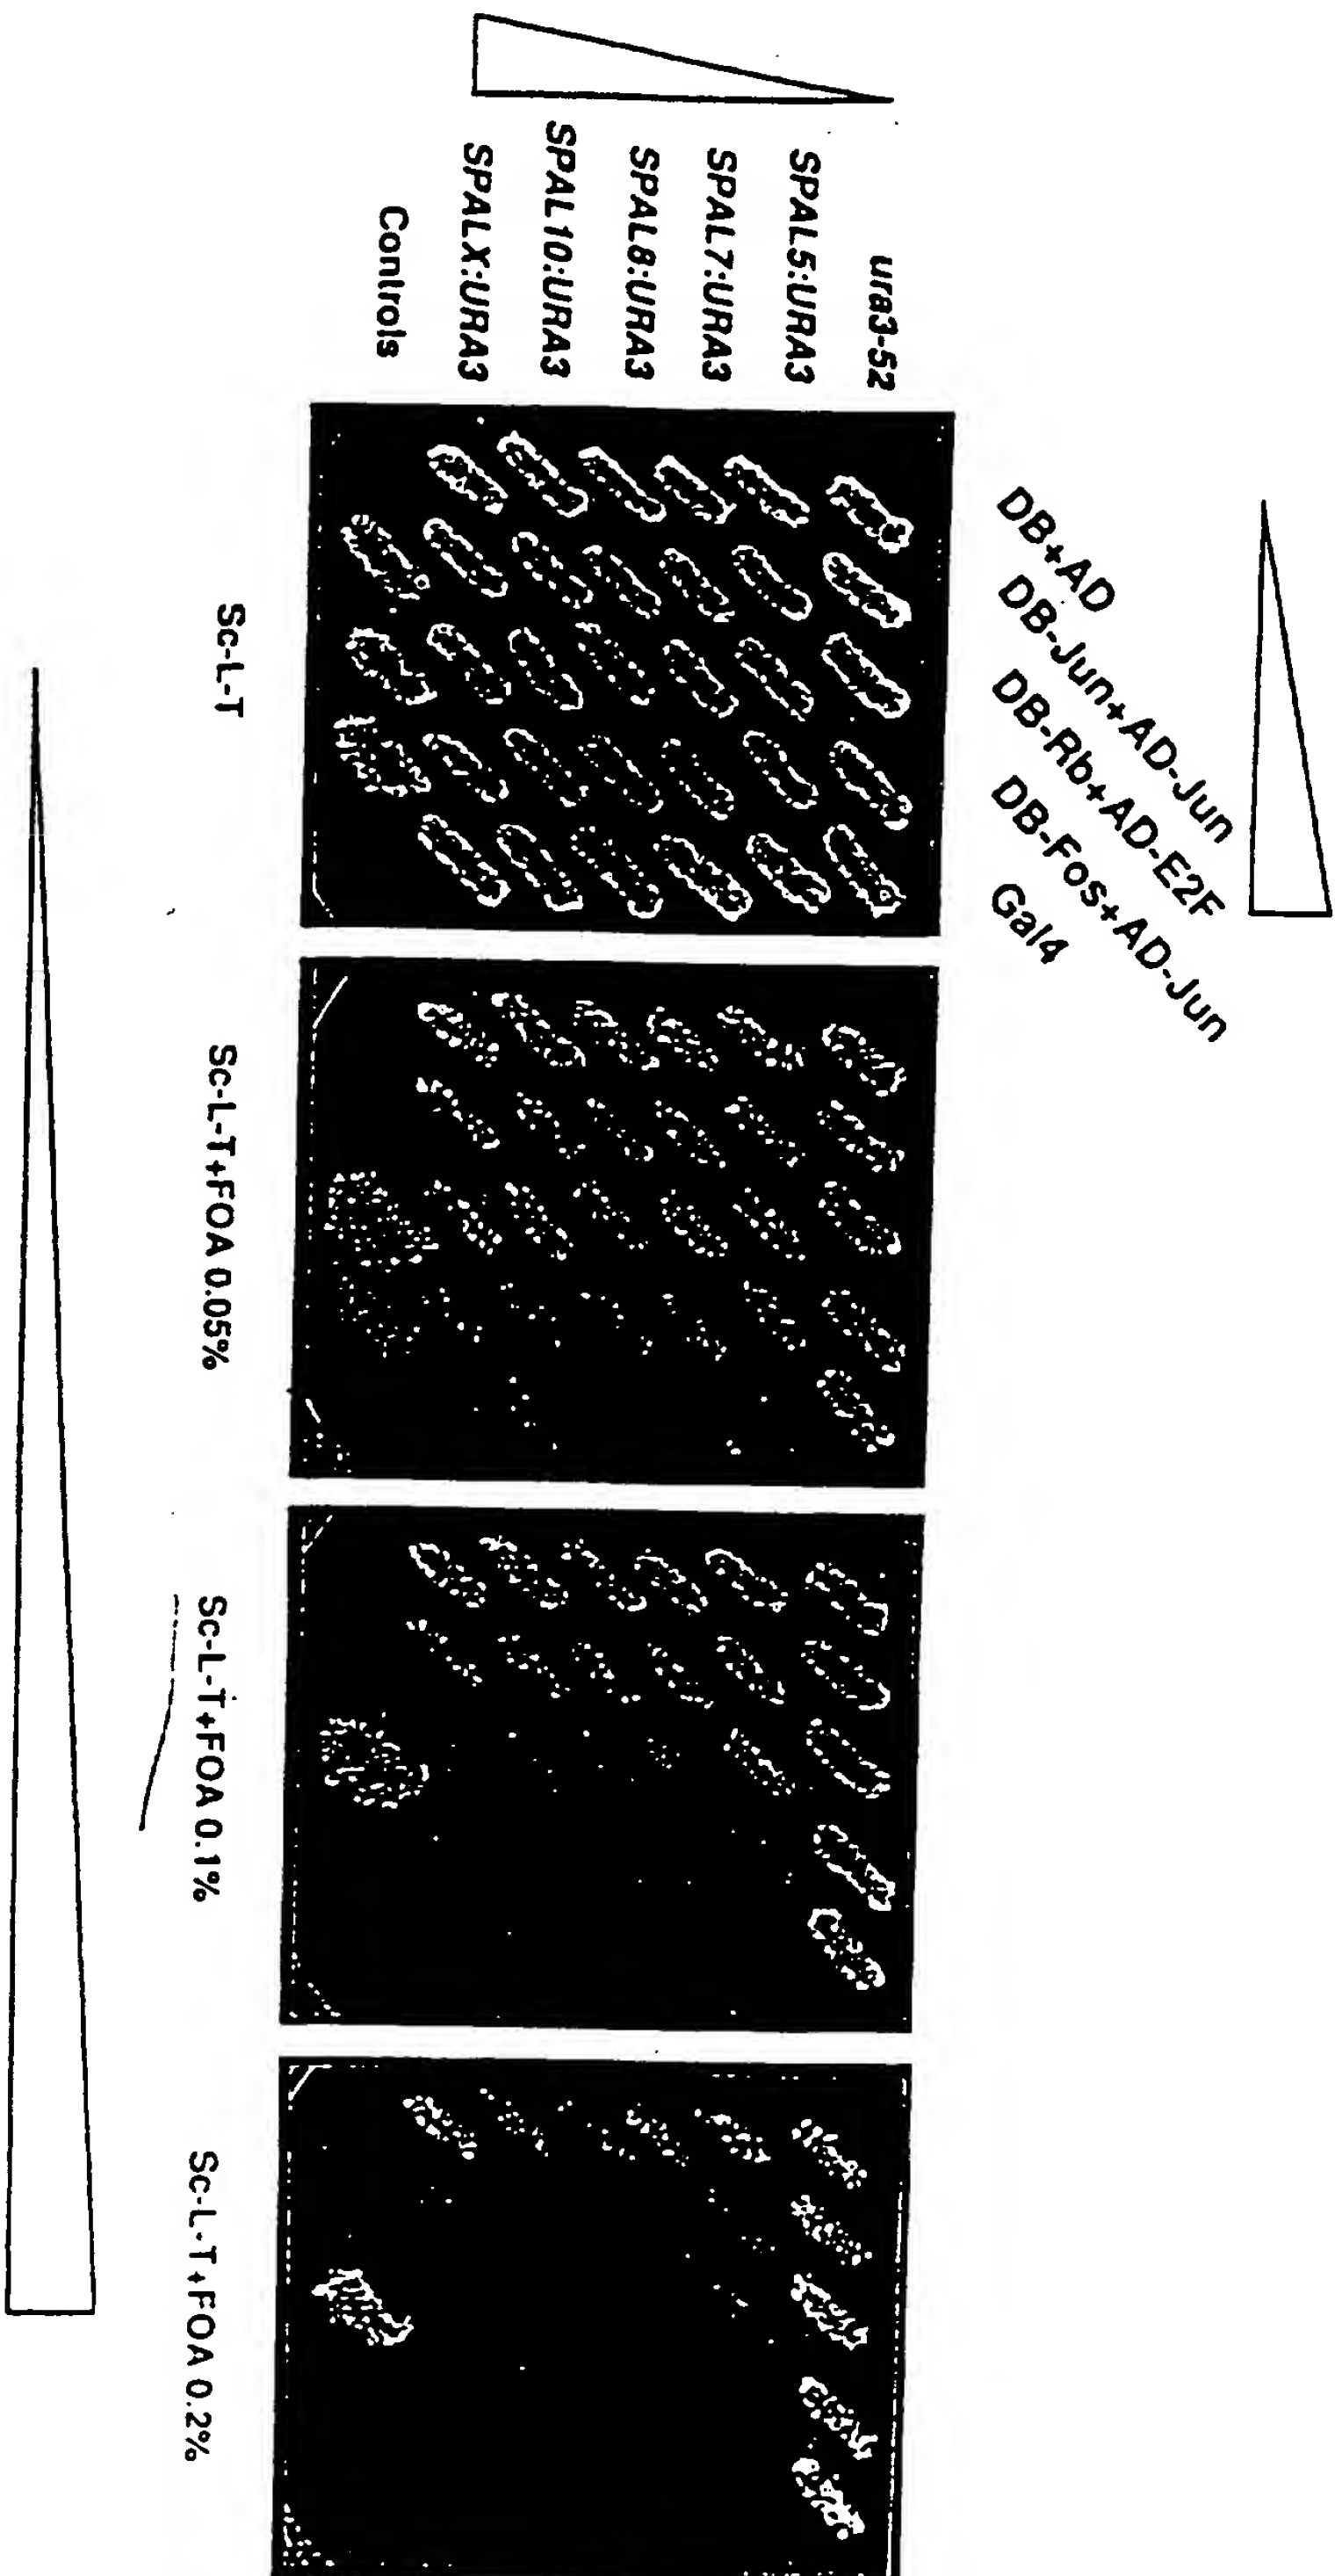 DB+AD
DB-Jun+AD-Jun
DB-Rb+AD-E2F
DB-Fos+AD-Jun
Gal4
ura3-52
SPAL5:URA3
SPAL7:URA3
SPAL8:URA3
SPAL10:URA3
SPALX:URA3
Controls
Sc-L-T
Sc-L-T+FOA 0.05%
Sc-L-T+FOA 0.1%
Sc-L-T+FOA 0.2%